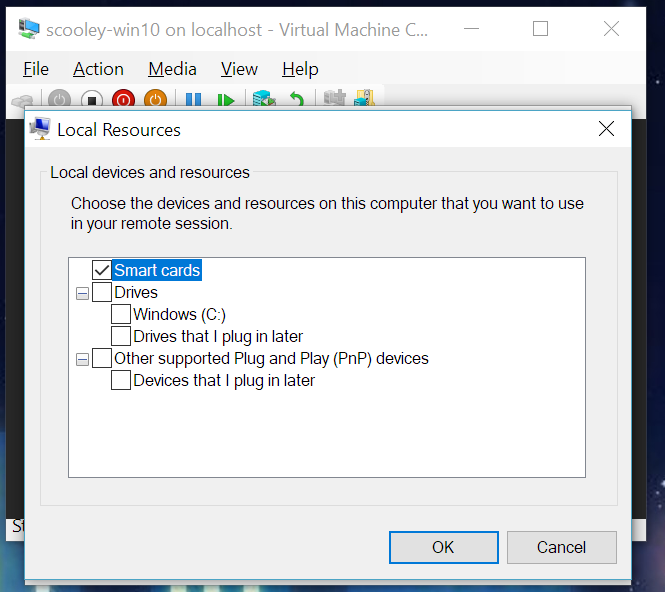 scooley-win10 on localhost - Virtual Machine C...
File Action Media View Help
Local Resources
Local devices and resources
Choose the devices and resources on this computer that you want to use
in your remote session.
Smart cards
Drives
Windows (C:)
Drives that I plug in later
Other supported Plug and Play (PnP) devices
Devices that I plug in later
OK Cancel